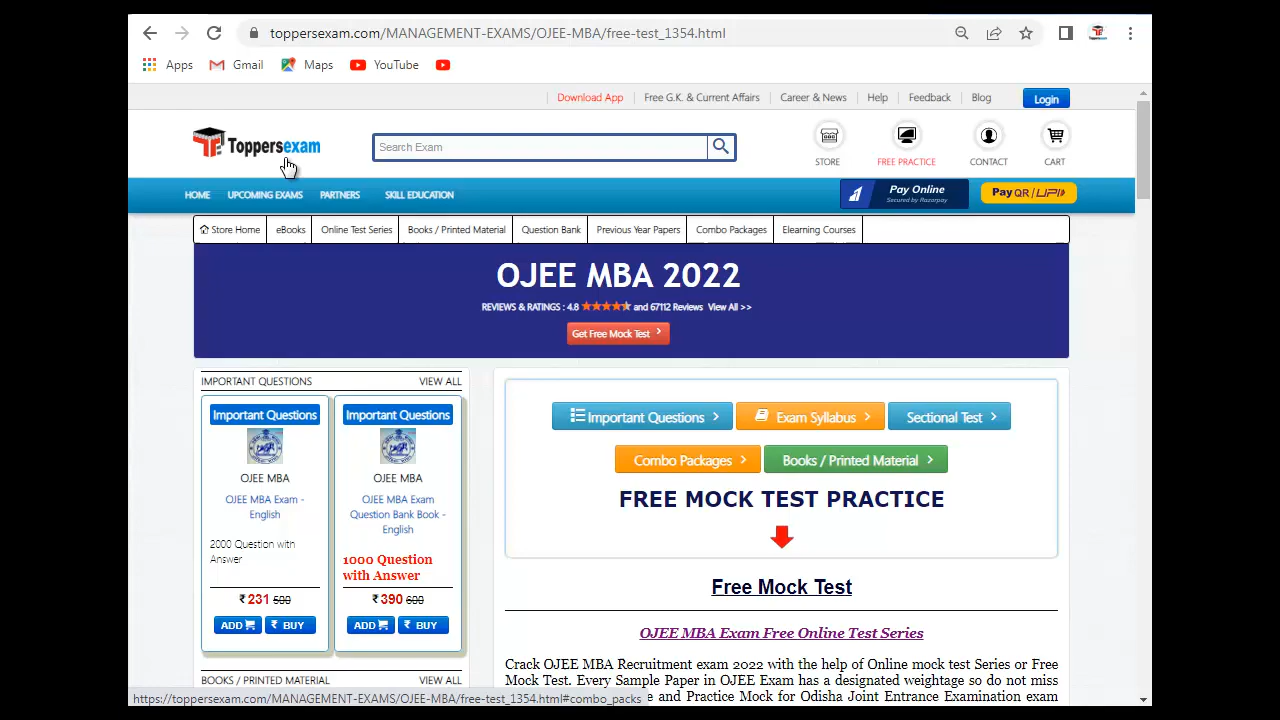 toppersexam.com/MANAGEMENT-EXAMS/OJEE-MBA/free-test_1354.html
Apps Gmail Maps YouTube
Download App Free G.K. & Current Affairs Career & News Help Feedback Blog Login
Toppersexam Search Exam
STORE FREE PRACTICE CONTACT CART
HOME UPCOMING EXAMS PARTNERS SKILL EDUCATION
Pay Online
Secured by Razorpay
Pay QR/UPI
Store Home eBooks Online Test Series Books / Printed Material Question Bank Previous Year Papers Combo Packages Elearning Courses
OJEE MBA 2022
REVIEWS & RATINGS : 4.8 and 67112 Reviews View All >>
Get Free Mock Test
IMPORTANT QUESTIONS VIEW ALL
Important Questions
OJEE MBA
OJEE MBA Exam -
English
2000 Question with
Answer
₹ 231 500
ADD ₹ BUY
Important Questions
OJEE MBA
OJEE MBA Exam
Question Bank Book -
English
1000 Question
with Answer
₹ 390 600
ADD ₹ BUY
BOOKS / PRINTED MATERIAL VIEW ALL
Important Questions Exam Syllabus Sectional Test
Combo Packages Books / Printed Material
FREE MOCK TEST PRACTICE
Free Mock Test
OJEE MBA Exam Free Online Test Series
Crack OJEE MBA Recruitment exam 2022 with the help of Online mock test Series or Free
Mock Test. Every Sample Paper in OJEE Exam has a designated weightage so do not miss
e and Practice Mock for Odisha Joint Entrance Examination exam
https://toppersexam.com/MANAGEMENT-EXAMS/OJEE-MBA/free-test_1354.html#combo_packs